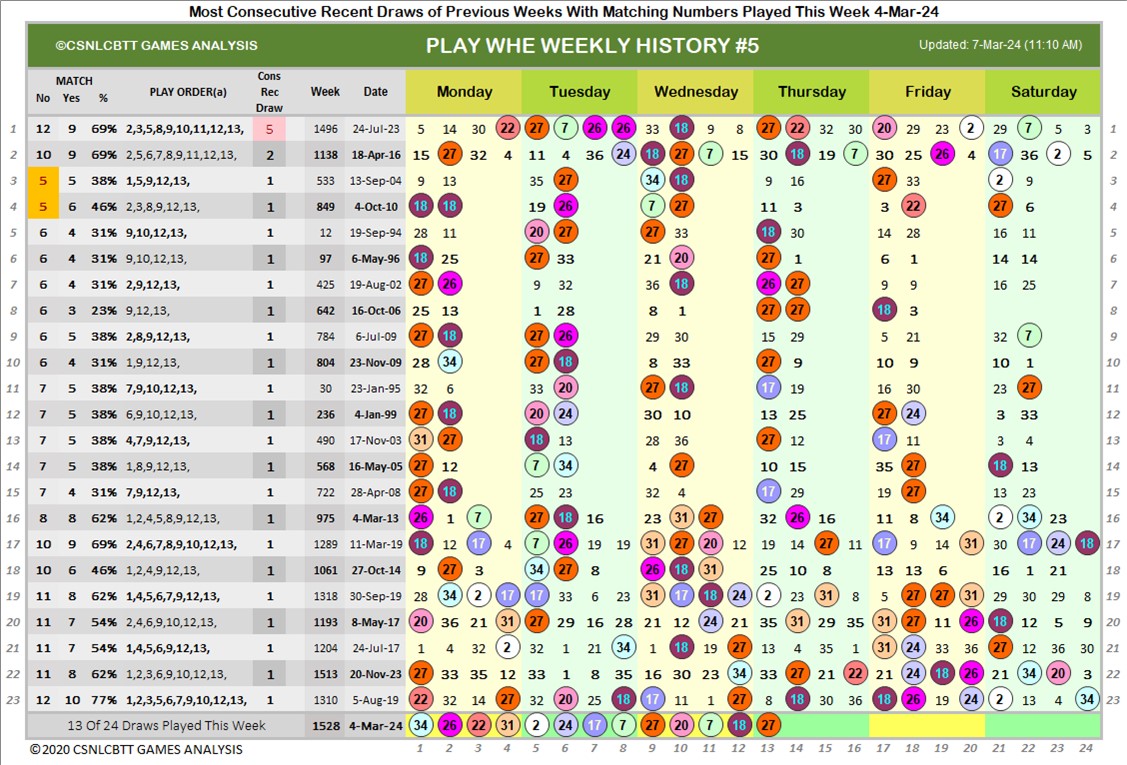 Most Consecutive Recent Draws of Previous Weeks With Matching Numbers Played This Week 4-Mar-24
©CSNLCBTT GAMES ANALYSIS PLAY WHE WEEKLY HISTORY #5 Updated: 7-Mar-24 (11:10 AM)
MATCH Cons
No Yes % PLAY ORDER(a) Rec Week Date Monday Tuesday Wednesday Thursday Friday Saturday
Draw
1 12 9 69% 2,3,5,8,9,10,11,12,13, 5 1496 24-Jul-23 5 14 30 22 27 7 26 26 33 18 9 8 27 22 32 30 20 29 23 2 29 7 5 3 1
2 10 9 69% 2,5,6,7,8,9,11,12,13, 2 1138 18-Apr-16 15 27 32 4 11 4 36 24 18 27 7 15 30 18 19 7 30 25 26 4 17 36 2 5 2
3 5 5 38% 1,5,9,12,13, 1 533 13-Sep-04 9 13 35 27 34 18 9 16 27 33 2 9 3
4 5 6 46% 2,3,8,9,12,13, 1 849 4-Oct-10 18 18 19 26 7 27 11 3 3 22 27 6 4
5 6 4 31% 9,10,12,13, 1 12 19-Sep-94 28 11 20 27 27 33 18 30 14 28 16 11 5
6 6 4 31% 9,10,12,13, 1 97 6-May-96 18 25 27 33 21 20 27 1 6 1 14 14 6
7 6 4 31% 2,9,12,13, 1 425 19-Aug-02 27 26 9 32 36 18 26 27 9 9 16 25 7
8 6 3 23% 9,12,13, 1 642 16-Oct-06 25 13 1 28 8 1 27 27 18 3 8
9 6 5 38% 2,8,9,12,13, 1 784 6-Jul-09 27 18 27 26 29 30 15 29 5 21 32 7 9
10 6 4 31% 1,9,12,13, 1 804 23-Nov-09 28 34 27 18 8 33 27 9 10 9 10 1 10
11 7 5 38% 7,9,10,12,13, 1 30 23-Jan-95 32 6 33 20 27 18 17 19 16 30 23 27 11
12 7 5 38% 6,9,10,12,13, 1 236 4-Jan-99 27 18 20 24 30 10 13 25 27 24 3 33 12
13 7 5 38% 4,7,9,12,13, 1 490 17-Nov-03 31 27 18 13 28 36 27 12 17 11 3 4 13
14 7 5 38% 1,8,9,12,13, 1 568 16-May-05 27 12 7 34 4 27 10 15 35 27 18 13 14
15 7 4 31% 7,9,12,13, 1 722 28-Apr-08 27 18 25 23 32 4 17 29 19 27 13 23 15
16 8 8 62% 1,2,4,5,8,9,12,13, 1 975 4-Mar-13 26 1 7 27 18 16 23 31 27 32 26 16 11 8 34 2 34 23 16
17 10 9 69% 2,4,6,7,8,9,10,12,13, 1 1289 11-Mar-19 18 12 17 4 7 26 19 19 31 27 20 12 19 14 27 11 17 9 14 31 30 17 24 18 17
18 10 6 46% 1,2,4,9,12,13, 1 1061 27-Oct-14 9 27 3 34 27 8 26 18 31 25 10 8 13 13 6 16 1 21 18
19 11 8 62% 1,4,5,6,7,9,12,13, 1 1318 30-Sep-19 28 34 2 17 17 33 6 23 31 17 18 24 2 23 31 8 5 27 27 31 29 30 29 8 19
20 11 7 54% 2,4,6,9,10,12,13, 1 1193 8-May-17 20 36 21 31 27 29 16 28 21 12 24 21 35 31 29 35 31 27 11 26 18 12 5 9 20
21 11 7 54% 1,4,5,6,9,12,13, 1 1204 24-Jul-17 1 4 32 2 32 1 21 34 1 18 19 27 13 4 35 1 31 24 33 36 27 12 36 30 21
22 11 8 62% 1,2,3,6,9,10,12,13, 1 1513 20-Nov-23 27 33 35 12 33 1 8 35 16 30 22 34 33 27 21 22 21 24 18 26 21 34 20 3 22
23 12 10 77% 1,2,3,5,6,7,9,10,12,13, 1 1310 5-Aug-19 22 32 14 27 33 20 25 18 17 11 1 27 8 18 30 36 18 26 19 24 2 13 4 34 23
13 Of 24 Draws Played This Week 1528 4-Mar-24 34 26 22 31 2 24 17 7 27 20 7 18 27
© 2020 CSNLCBTT GAMES ANALYSIS 1 2 3 4 5 6 7 8 9 10 11 12 13 14 15 16 17 18 19 20 21 22 23 24